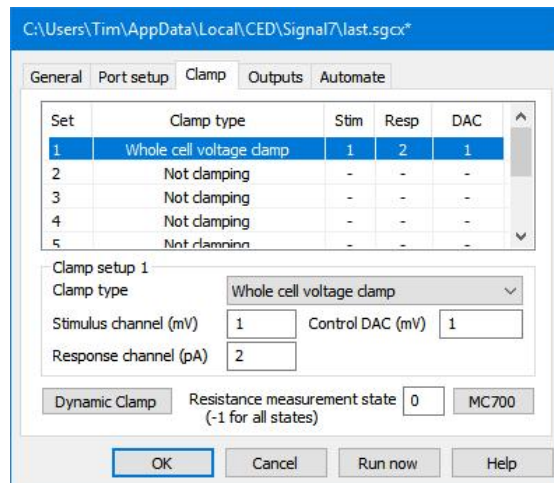 C:\Users\Tim\AppData\Local\CED\Signal7\last.sgcx*
General Port setup Clamp Outputs Automate
Set Clamp type Stim Resp DAC
1 Whole cell voltage clamp 1 2 1
2 Not clamping - - -
3 Not clamping - - -
4 Not clamping - - -
5 Not clamping - - -
Clamp setup 1
Clamp type Whole cell voltage clamp
Stimulus channel (mV) 1 Control DAC (mV) 1
Response channel (pA) 2
Dynamic Clamp Resistance measurement state 0 MC700
(-1 for all states)
OK Cancel Run now Help